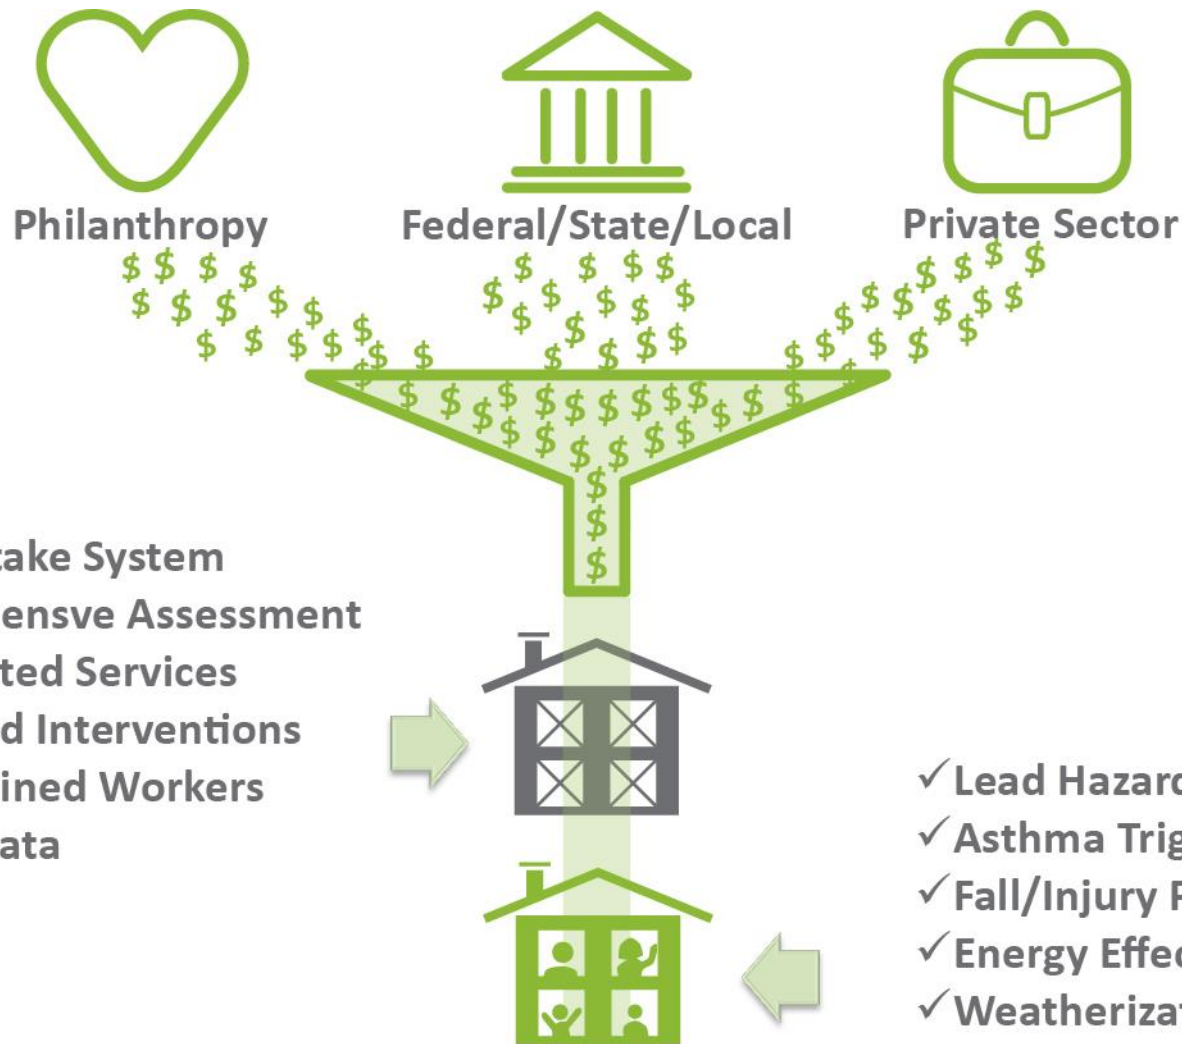 Philanthropy
Federal/State/Local
Private Sector
take System
ensve Assessment
ted Services
d Interventions
ined Workers
ata
✓Lead Hazard
✓Asthma Trig
✓Fall/Injury P
✓Energy Effec
✓Weatherizat